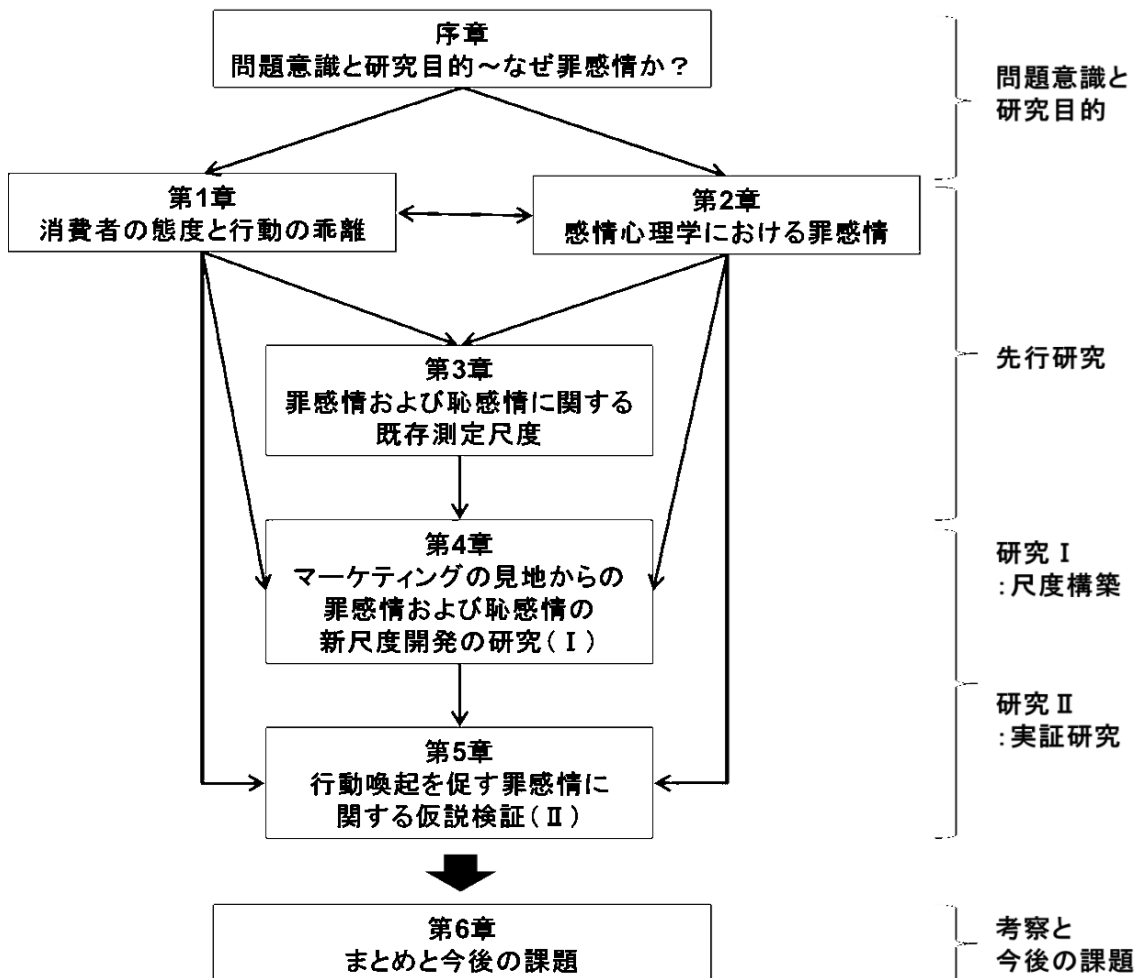 序章
問題意識と研究目的～なぜ罪感情か？
問題意識と
研究目的
第1章
消費者の態度と行動の乖離
第2章
感情心理学における罪感情
先行研究
第3章
罪感情および恥感情に関する
既存測定尺度
第4章
マーケティングの見地からの
罪感情および恥感情の
新尺度開発の研究(Ⅰ)
研究Ⅰ
:尺度構築
第5章
行動喚起を促す罪感情に
関する仮説検証(Ⅱ)
研究Ⅱ
:実証研究
第6章
まとめと今後の課題
考察と
今後の課題